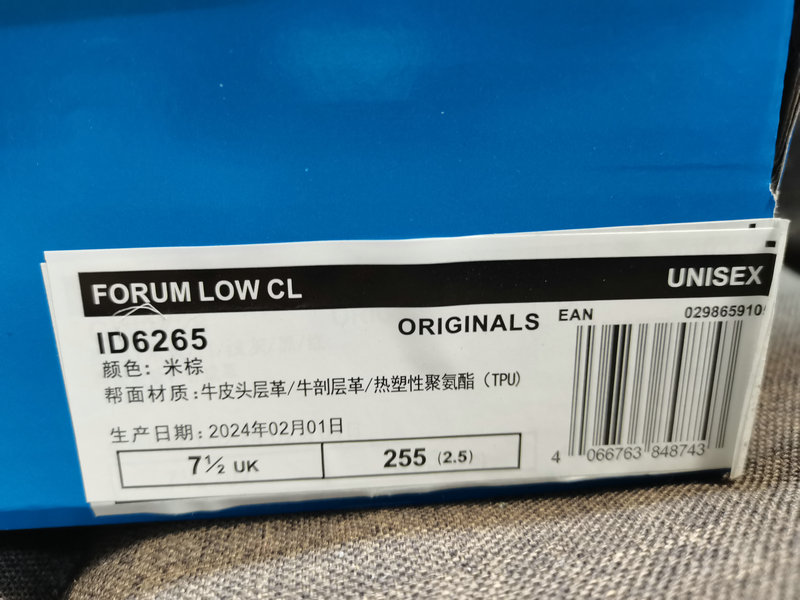 FORUM LOW CL
UNISEX
ID6265
ORIGINALS
EAN
029865910
颜色: 米棕
帮面材质: 牛皮头层革/牛剖层革/热塑性聚氨酯 (TPU)
生产日期: 2024年02月01日
7½ UK
255 (2.5)
4 066763 848743